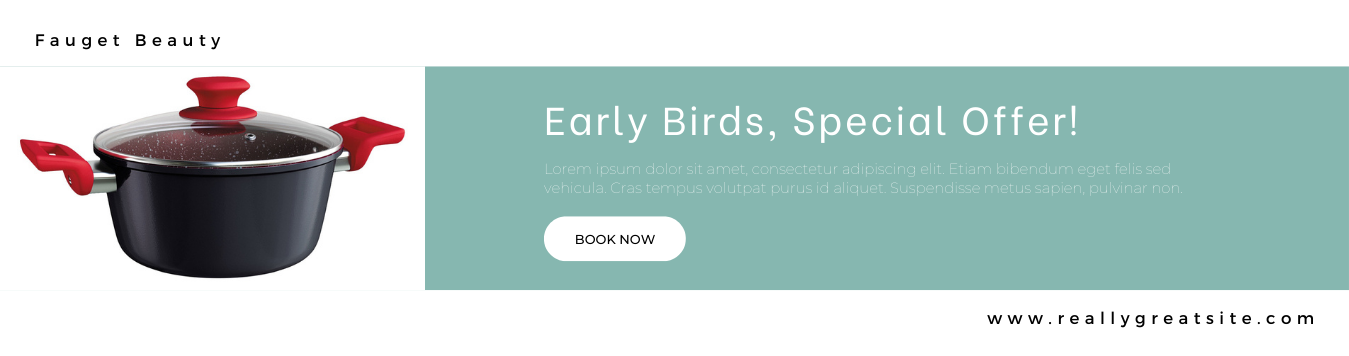 Fauget Beauty
Early Birds, Special Offer!
Lorem ipsum dolor sit amet, consectetur adipiscing elit. Etiam bibendum eget felis sed
vehicula. Cras tempus volutpat purus id aliquet. Suspendisse metus sapien, pulvinar non.
BOOK NOW
www.reallygreatsite.com